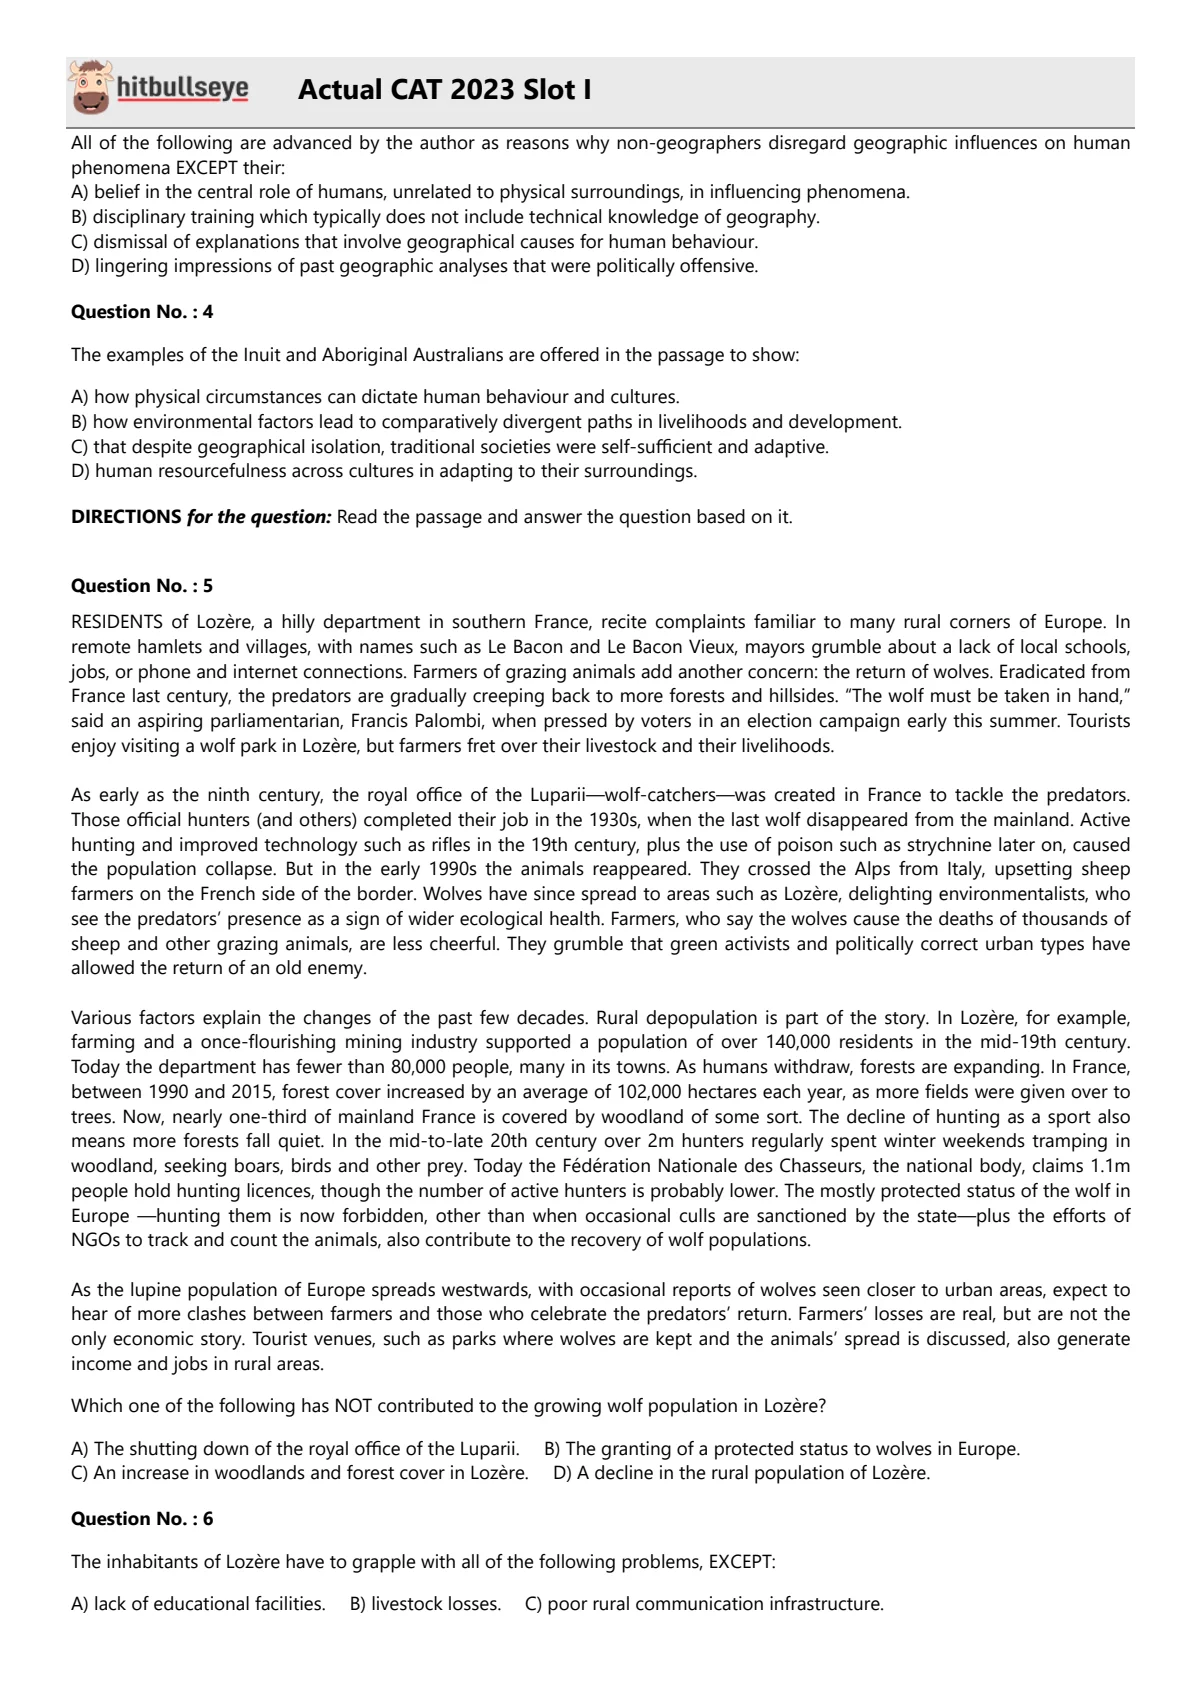 hitbullseye Actual CAT 2023 Slot I
All of the following are advanced by the author as reasons why non-geographers disregard geographic influences on human
phenomena EXCEPT their:
A) belief in the central role of humans, unrelated to physical surroundings, in influencing phenomena.
B) disciplinary training which typically does not include technical knowledge of geography.
C) dismissal of explanations that involve geographical causes for human behaviour.
D) lingering impressions of past geographic analyses that were politically offensive.
Question No. : 4
The examples of the Inuit and Aboriginal Australians are offered in the passage to show:
A) how physical circumstances can dictate human behaviour and cultures.
B) how environmental factors lead to comparatively divergent paths in livelihoods and development.
C) that despite geographical isolation, traditional societies were self-sufficient and adaptive.
D) human resourcefulness across cultures in adapting to their surroundings.
DIRECTIONS for the question: Read the passage and answer the question based on it.
Question No. : 5
RESIDENTS of Lozère, a hilly department in southern France, recite complaints familiar to many rural corners of Europe. In
remote hamlets and villages, with names such as Le Bacon and Le Bacon Vieux, mayors grumble about a lack of local schools,
jobs, or phone and internet connections. Farmers of grazing animals add another concern: the return of wolves. Eradicated from
France last century, the predators are gradually creeping back to more forests and hillsides. “The wolf must be taken in hand,”
said an aspiring parliamentarian, Francis Palombi, when pressed by voters in an election campaign early this summer. Tourists
enjoy visiting a wolf park in Lozère, but farmers fret over their livestock and their livelihoods.
As early as the ninth century, the royal office of the Luparii—wolf-catchers—was created in France to tackle the predators.
Those official hunters (and others) completed their job in the 1930s, when the last wolf disappeared from the mainland. Active
hunting and improved technology such as rifles in the 19th century, plus the use of poison such as strychnine later on, caused
the population collapse. But in the early 1990s the animals reappeared. They crossed the Alps from Italy, upsetting sheep
farmers on the French side of the border. Wolves have since spread to areas such as Lozère, delighting environmentalists, who
see the predators’ presence as a sign of wider ecological health. Farmers, who say the wolves cause the deaths of thousands of
sheep and other grazing animals, are less cheerful. They grumble that green activists and politically correct urban types have
allowed the return of an old enemy.
Various factors explain the changes of the past few decades. Rural depopulation is part of the story. In Lozère, for example,
farming and a once-flourishing mining industry supported a population of over 140,000 residents in the mid-19th century.
Today the department has fewer than 80,000 people, many in its towns. As humans withdraw, forests are expanding. In France,
between 1990 and 2015, forest cover increased by an average of 102,000 hectares each year, as more fields were given over to
trees. Now, nearly one-third of mainland France is covered by woodland of some sort. The decline of hunting as a sport also
means more forests fall quiet. In the mid-to-late 20th century over 2m hunters regularly spent winter weekends tramping in
woodland, seeking boars, birds and other prey. Today the Fédération Nationale des Chasseurs, the national body, claims 1.1m
people hold hunting licences, though the number of active hunters is probably lower. The mostly protected status of the wolf in
Europe —hunting them is now forbidden, other than when occasional culls are sanctioned by the state—plus the efforts of
NGOs to track and count the animals, also contribute to the recovery of wolf populations.
As the lupine population of Europe spreads westwards, with occasional reports of wolves seen closer to urban areas, expect to
hear of more clashes between farmers and those who celebrate the predators’ return. Farmers’ losses are real, but are not the
only economic story. Tourist venues, such as parks where wolves are kept and the animals’ spread is discussed, also generate
income and jobs in rural areas.
Which one of the following has NOT contributed to the growing wolf population in Lozère?
A) The shutting down of the royal office of the Luparii. B) The granting of a protected status to wolves in Europe.
C) An increase in woodlands and forest cover in Lozère. D) A decline in the rural population of Lozère.
Question No. : 6
The inhabitants of Lozère have to grapple with all of the following problems, EXCEPT:
A) lack of educational facilities. B) livestock losses. C) poor rural communication infrastructure.